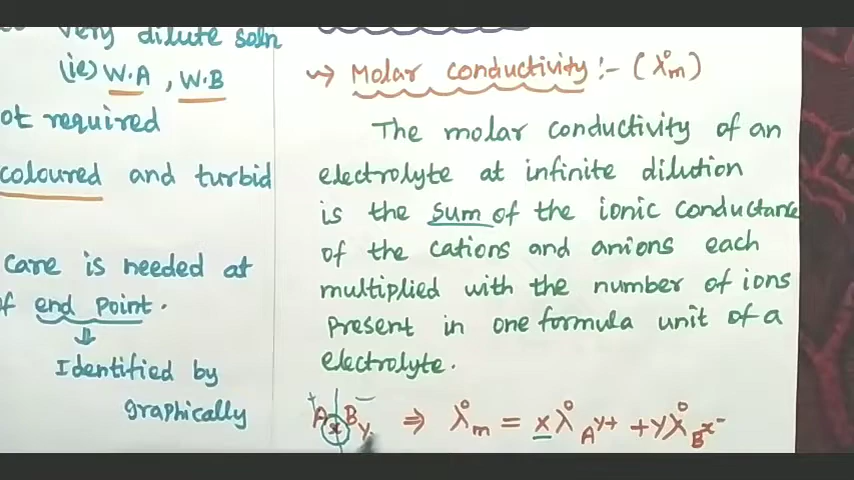 very dilute soln
(ie) W.A , W.B
ot required
coloured and turbid
care is needed at
f end point.
Identified by
graphically
Molar conductivity :- (λ°m)
The molar conductivity of an
electrolyte at infinite dilution
is the sum of the ionic conductance
of the cations and anions each
multiplied with the number of ions
present in one formula unit of a
electrolyte.
AxBy ⇒ λ°m = xλ°A^y+ + yλ°B^x-